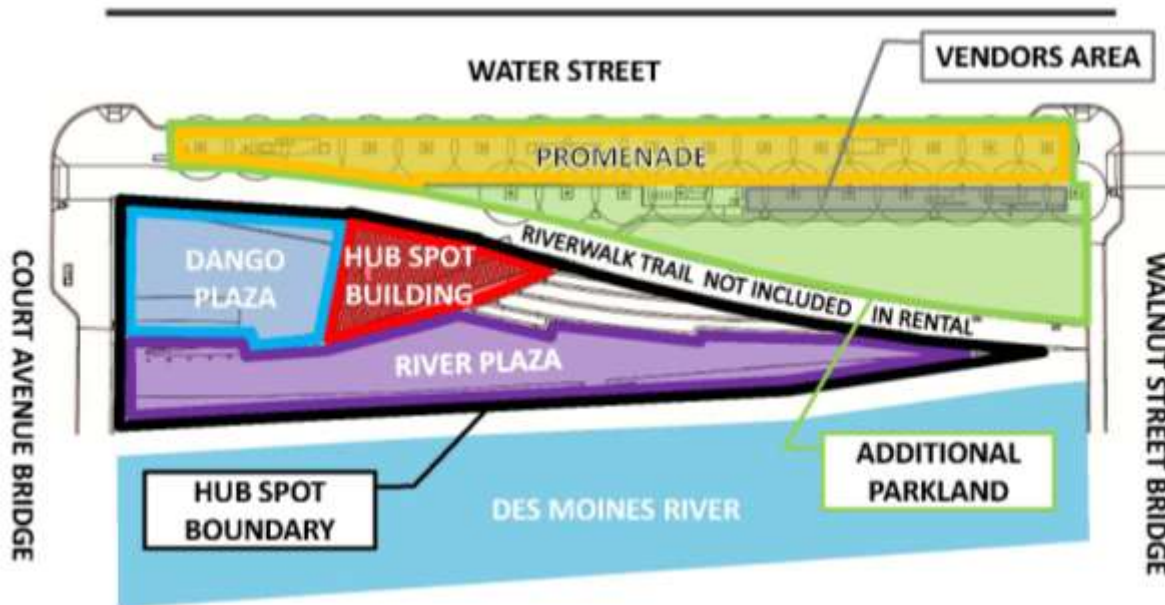 WATER STREET
VENDORS AREA
PROMENADE
DANGO
PLAZA
HUB SPOT
BUILDING
RIVERWALK TRAIL NOT INCLUDED IN RENTAL
RIVER PLAZA
COURT AVENUE BRIDGE
WALNUT STREET BRIDGE
HUB SPOT
BOUNDARY
ADDITIONAL
PARKLAND
DES MOINES RIVER